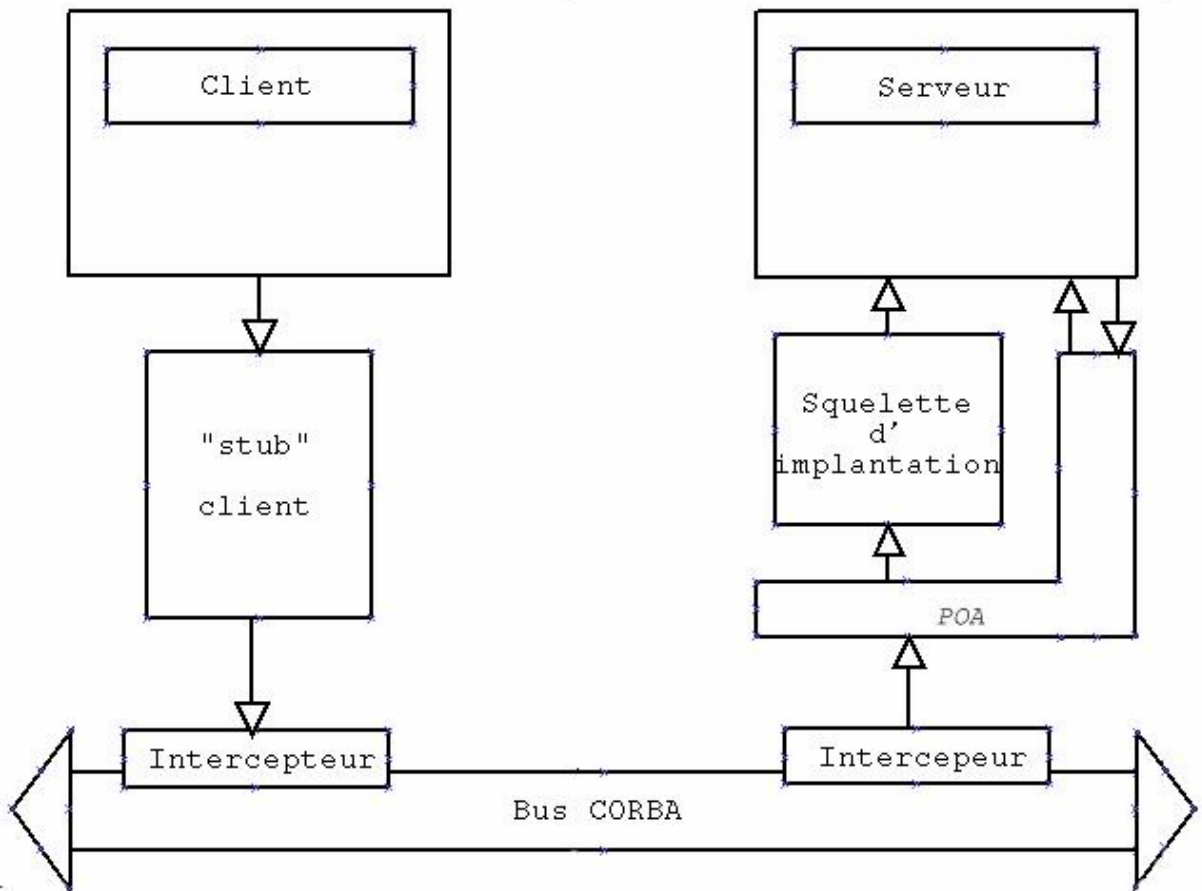 Client
Serveur
"stub"
client
Squelette
d'
implantation
POA
Intercepteur
Intercepeur
Bus CORBA